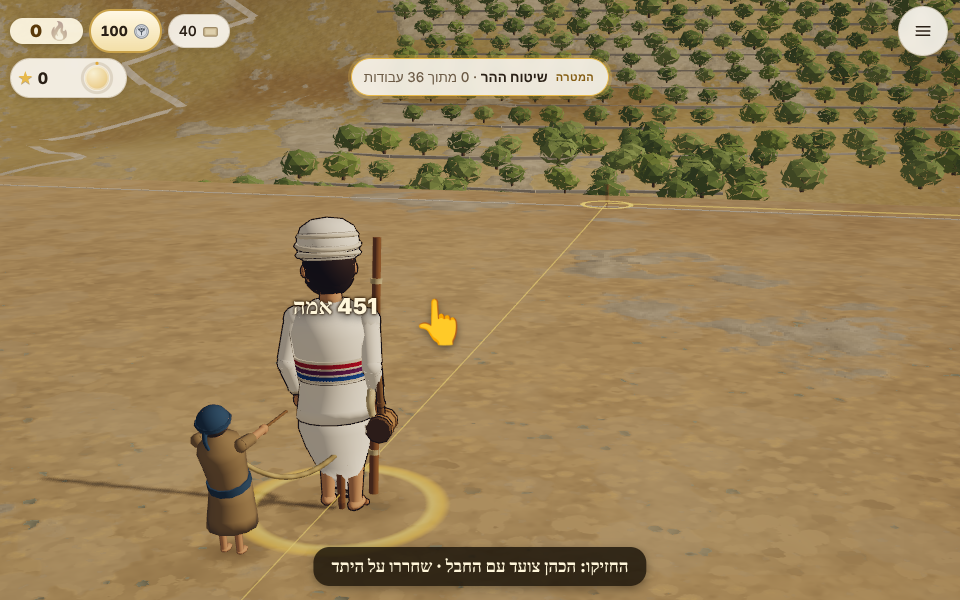 0
100
40
0
המטרה שיטוח ההר · 0 מתוך 36 עבודות
451 אמה
החזיקו: הכהן צועד עם החבל · שחררו על היתד